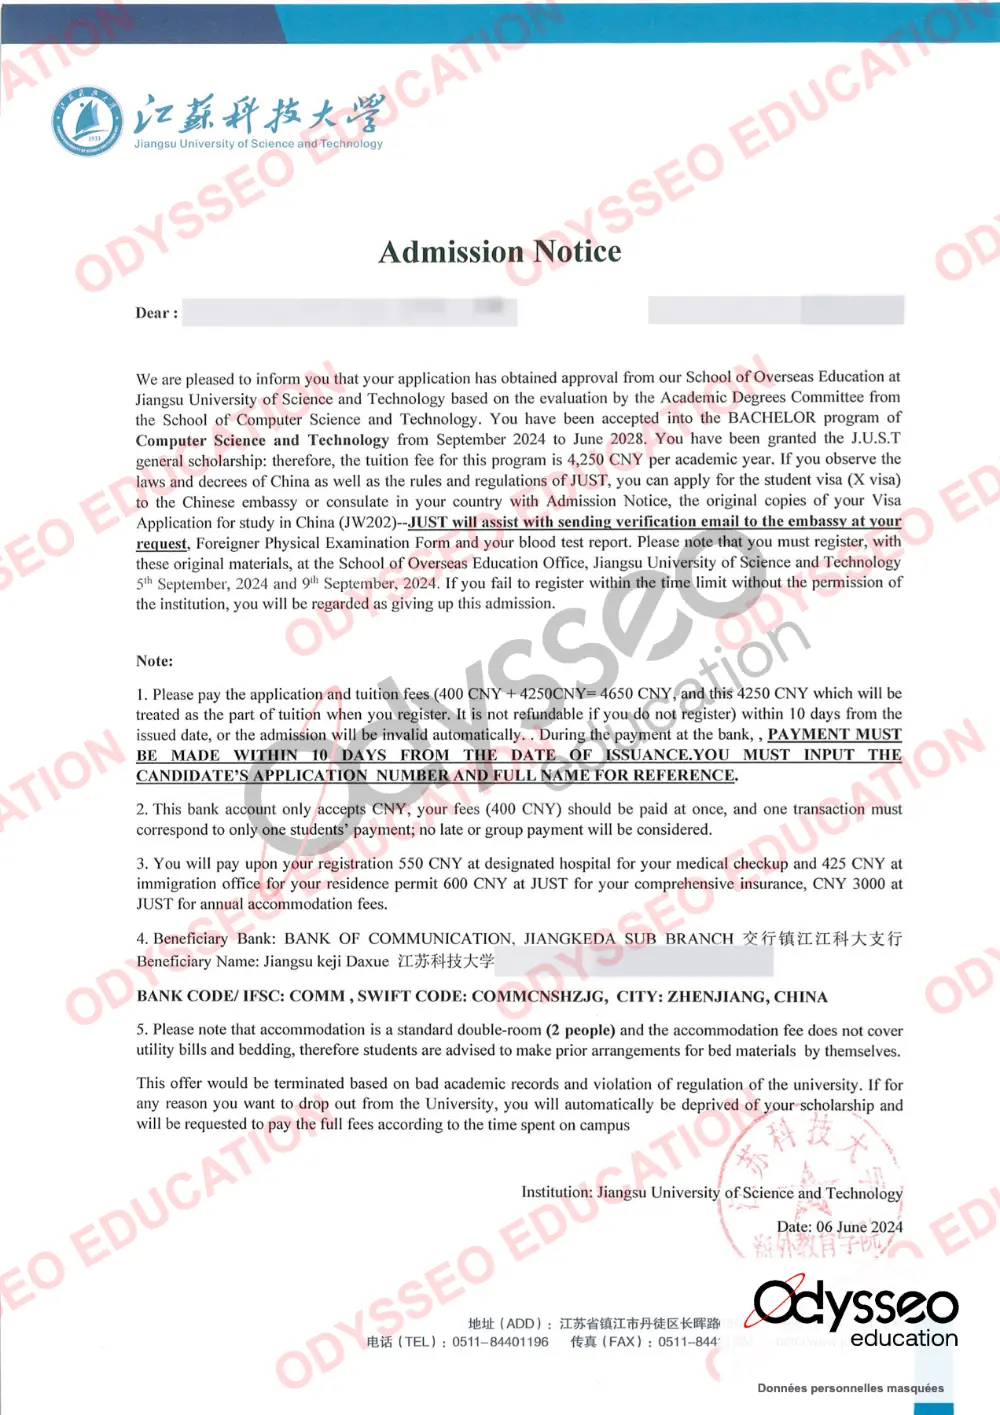 江蘇科技大學
Jiangsu University of Science and Technology
Admission Notice
Dear :
We are pleased to inform you that your application has obtained approval from our School of Overseas Education at
Jiangsu University of Science and Technology based on the evaluation by the Academic Degrees Committee from
the School of Computer Science and Technology. You have been accepted into the BACHELOR program of
Computer Science and Technology from September 2024 to June 2028. You have been granted the J.U.S.T
general scholarship: therefore, the tuition fee for this program is 4,250 CNY per academic year. If you observe the
laws and decrees of China as well as the rules and regulations of JUST, you can apply for the student visa (X visa)
to the Chinese embassy or consulate in your country with Admission Notice, the original copies of your Visa
Application for study in China (JW202)--JUST will assist with sending verification email to the embassy at your
request, Foreigner Physical Examination Form and your blood test report. Please note that you must register, with
these original materials, at the School of Overseas Education Office, Jiangsu University of Science and Technology
5th September, 2024 and 9th September, 2024. If you fail to register within the time limit without the permission of
the institution, you will be regarded as giving up this admission.
Note:
1. Please pay the application and tuition fees (400 CNY + 4250CNY= 4650 CNY, and this 4250 CNY which will be
treated as the part of tuition when you register. It is not refundable if you do not register) within 10 days from the
issued date, or the admission will be invalid automatically. . During the payment at the bank, , PAYMENT MUST
BE MADE WITHIN 10 DAYS FROM THE DATE OF ISSUANCE.YOU MUST INPUT THE
CANDIDATE'S APPLICATION NUMBER AND FULL NAME FOR REFERENCE.
2. This bank account only accepts CNY, your fees (400 CNY) should be paid at once, and one transaction must
correspond to only one students' payment; no late or group payment will be considered.
3. You will pay upon your registration 550 CNY at designated hospital for your medical checkup and 425 CNY at
immigration office for your residence permit 600 CNY at JUST for your comprehensive insurance, CNY 3000 at
JUST for annual accommodation fees.
4. Beneficiary Bank: BANK OF COMMUNICATION, JIANGKEDA SUB BRANCH 交行镇江江科大支行
Beneficiary Name: Jiangsu keji Daxue 江苏科技大学
BANK CODE/ IFSC: COMM , SWIFT CODE: COMMCNSHZJG, CITY: ZHENJIANG, CHINA
5. Please note that accommodation is a standard double-room (2 people) and the accommodation fee does not cover
utility bills and bedding, therefore students are advised to make prior arrangements for bed materials by themselves.
This offer would be terminated based on bad academic records and violation of regulation of the university. If for
any reason you want to drop out from the University, you will automatically be deprived of your scholarship and
will be requested to pay the full fees according to the time spent on campus
Institution: Jiangsu University of Science and Technology
Date: 06 June 2024
江苏科技大学
海外教育学院
地址 (ADD) : 江苏省镇江市丹徒区长晖路
电话 (TEL) : 0511-84401196 传真 (FAX) : 0511-844
Odysseo
education
Données personnelles masquées
ODYSSEO EDUCATION